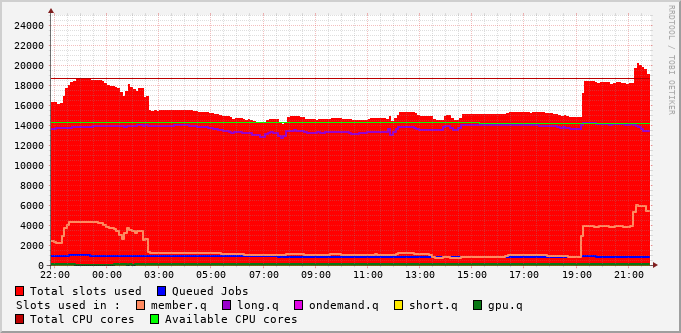 24000
22000
20000
18000
16000
14000
12000
10000
8000
6000
4000
2000
0
22:00 00:00 03:00 05:00 07:00 09:00 11:00 13:00 15:00 17:00 19:00 21:00
Total slots used Queued Jobs
Slots used in : member.q long.q ondemand.q short.q gpu.q
Total CPU cores Available CPU cores
RRDTOOL / TOBI OETIKER